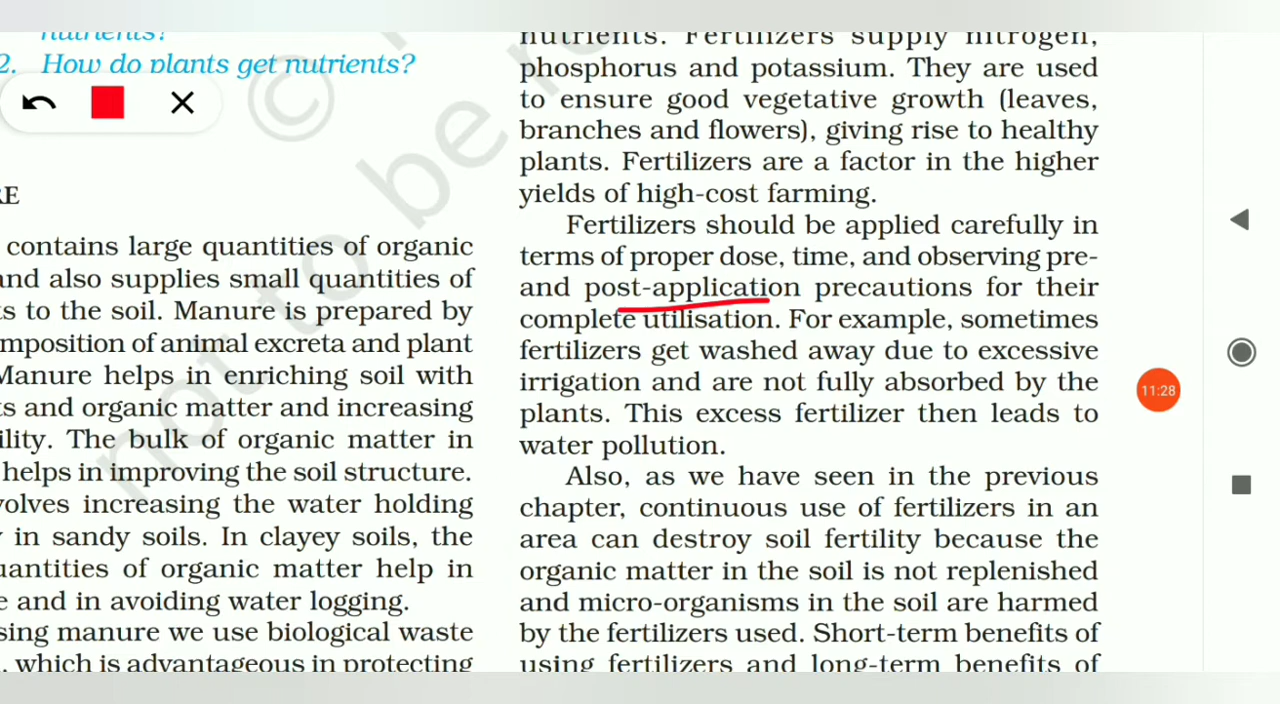 nutrients?
2. How do plants get nutrients?
RE
contains large quantities of organic
and also supplies small quantities of
ts to the soil. Manure is prepared by
mposition of animal excreta and plant
Manure helps in enriching soil with
ts and organic matter and increasing
ility. The bulk of organic matter in
helps in improving the soil structure.
volves increasing the water holding
y in sandy soils. In clayey soils, the
uantities of organic matter help in
e and in avoiding water logging.
sing manure we use biological waste
, which is advantageous in protecting
nutrients. Fertilizers supply nitrogen,
phosphorus and potassium. They are used
to ensure good vegetative growth (leaves,
branches and flowers), giving rise to healthy
plants. Fertilizers are a factor in the higher
yields of high-cost farming.
Fertilizers should be applied carefully in
terms of proper dose, time, and observing pre-
and post-application precautions for their
complete utilisation. For example, sometimes
fertilizers get washed away due to excessive
irrigation and are not fully absorbed by the
plants. This excess fertilizer then leads to
water pollution.
Also, as we have seen in the previous
chapter, continuous use of fertilizers in an
area can destroy soil fertility because the
organic matter in the soil is not replenished
and micro-organisms in the soil are harmed
by the fertilizers used. Short-term benefits of
using fertilizers and long-term benefits of
©
not to be re
11:28